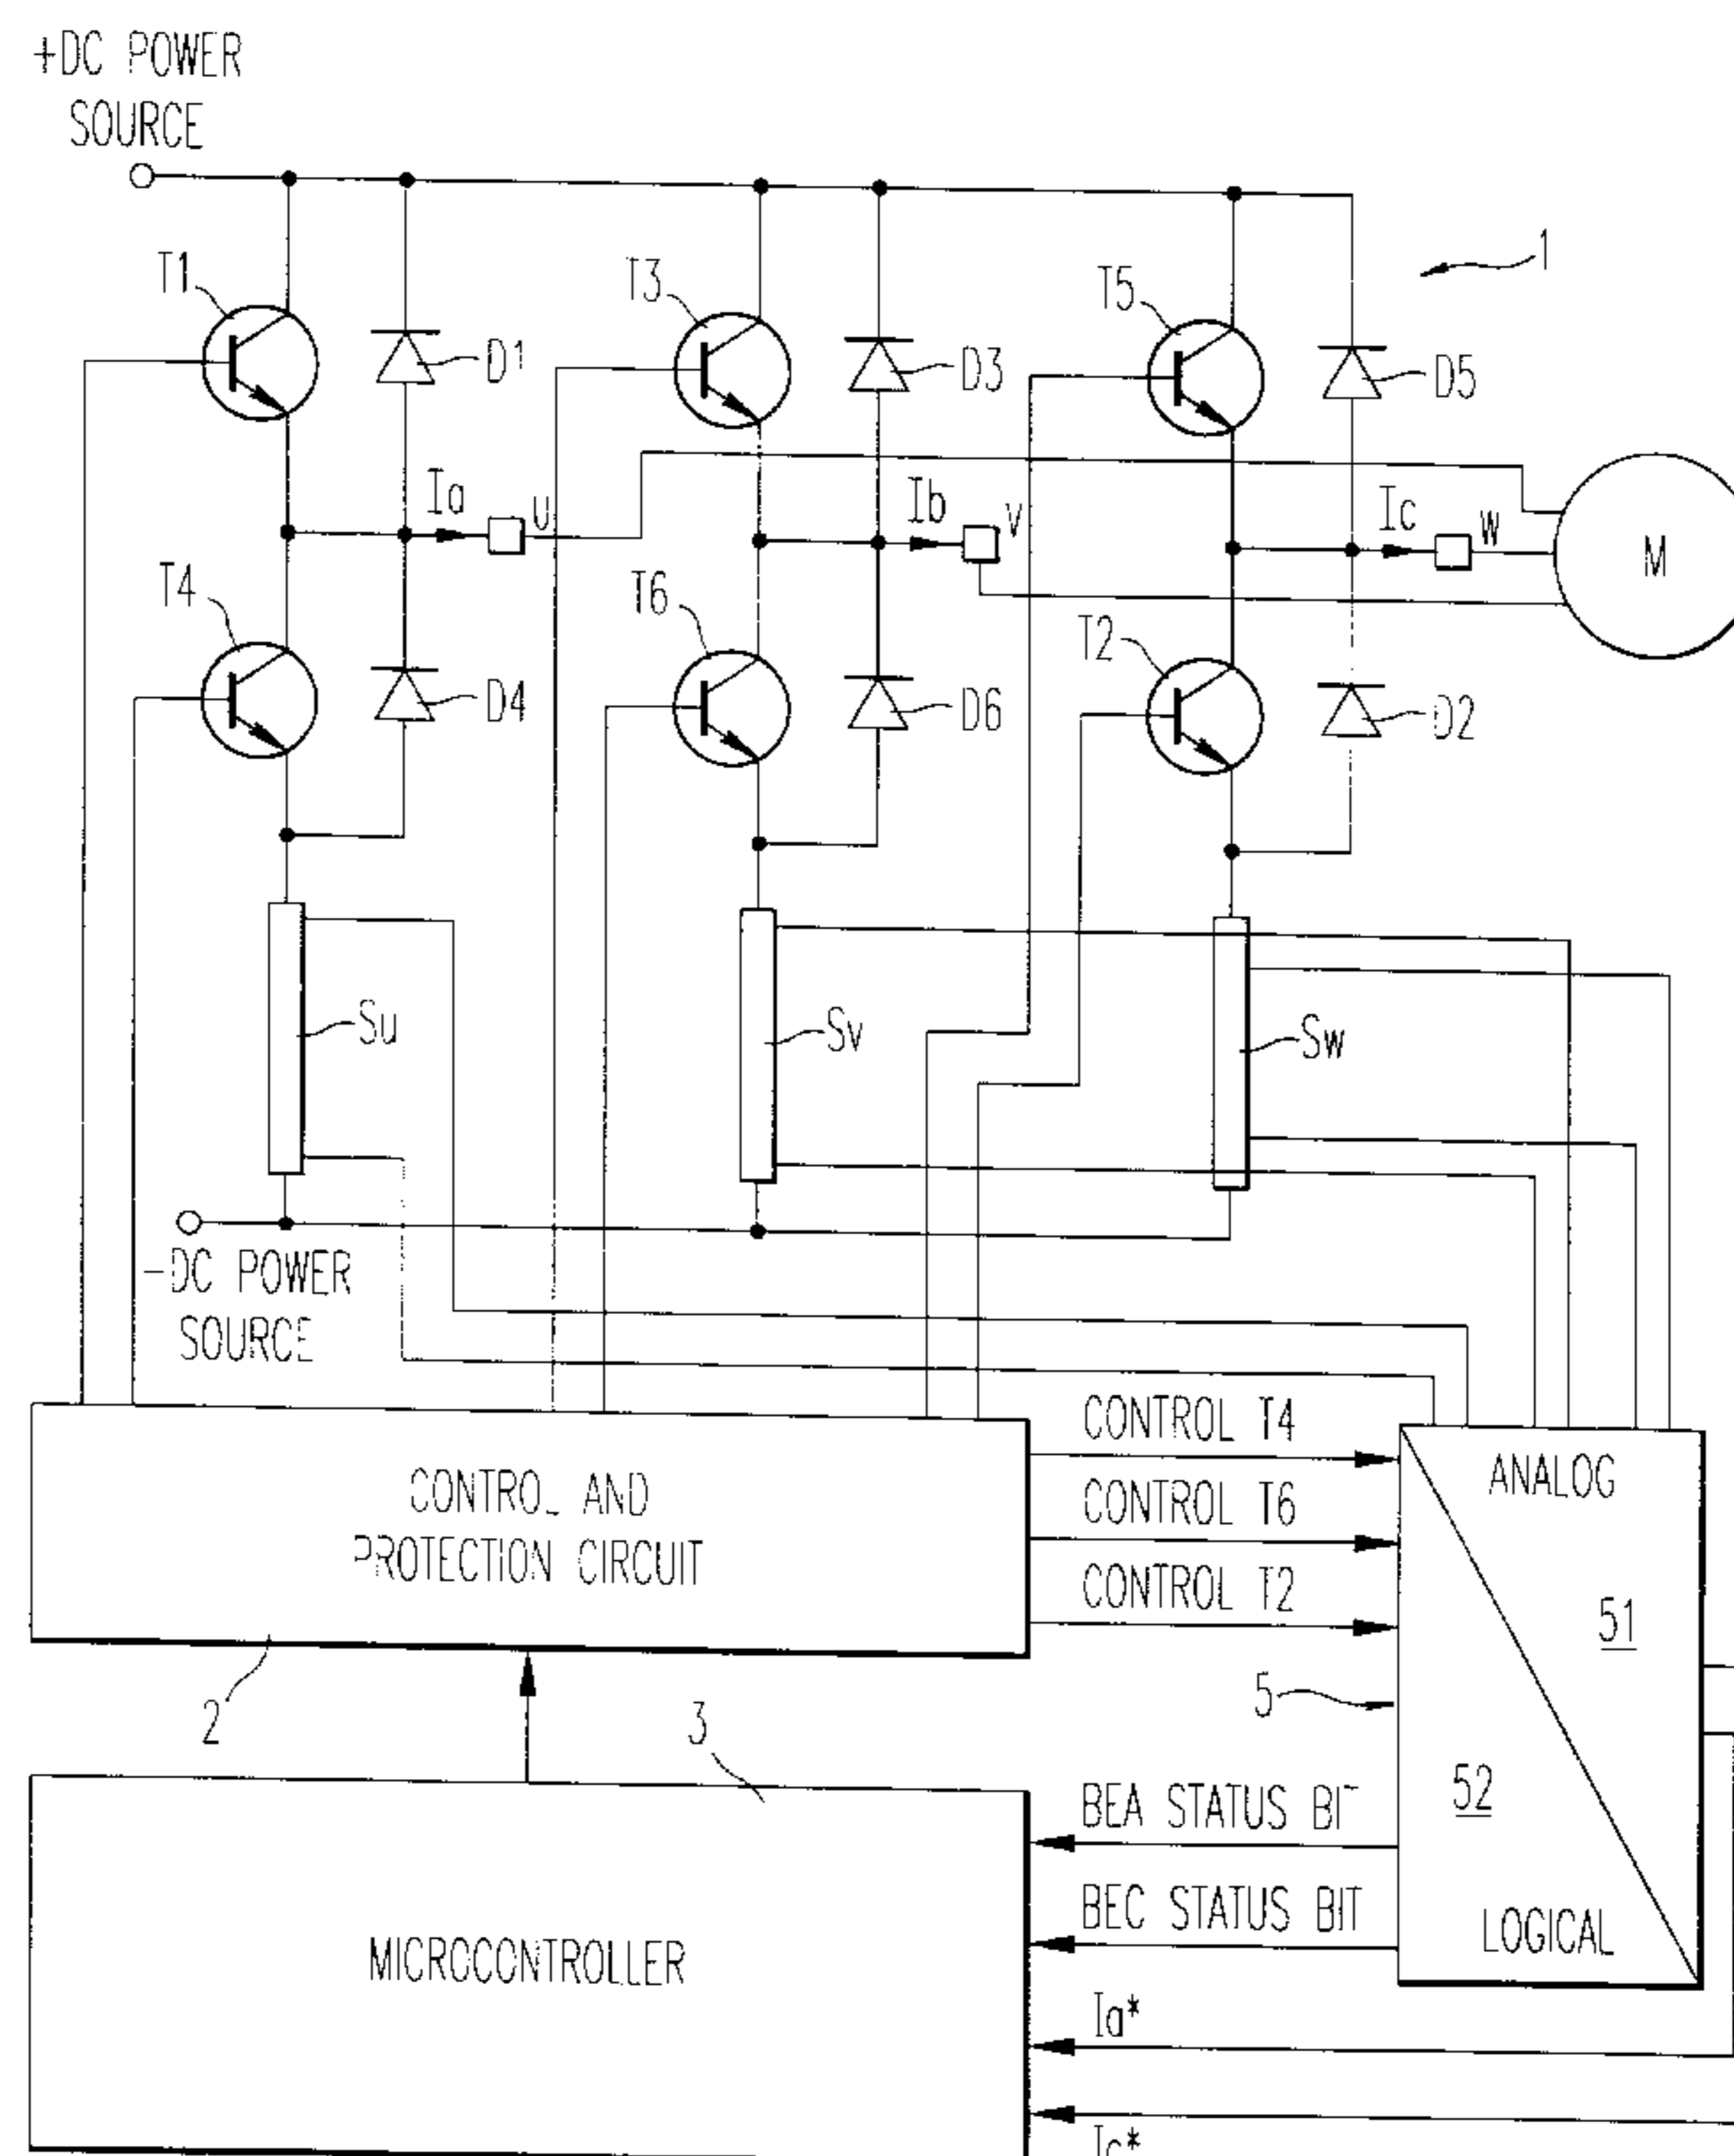 +DC POWER
SOURCE
1
T1
D1
T3
D3
T5
D5
Ia
U
Ib
V
Ic
W
M
T4
D4
T6
D6
T2
D2
Su
Sv
Sw
-DC POWER
SOURCE
CONTROL AND
PROTECTION CIRCUIT
CONTROL T4
CONTROL T6
CONTROL T2
ANALOG
51
5
52
LOGICAL
2
3
BEA STATUS BIT
BEC STATUS BIT
MICROCONTROLLER
Ia*
Ic*